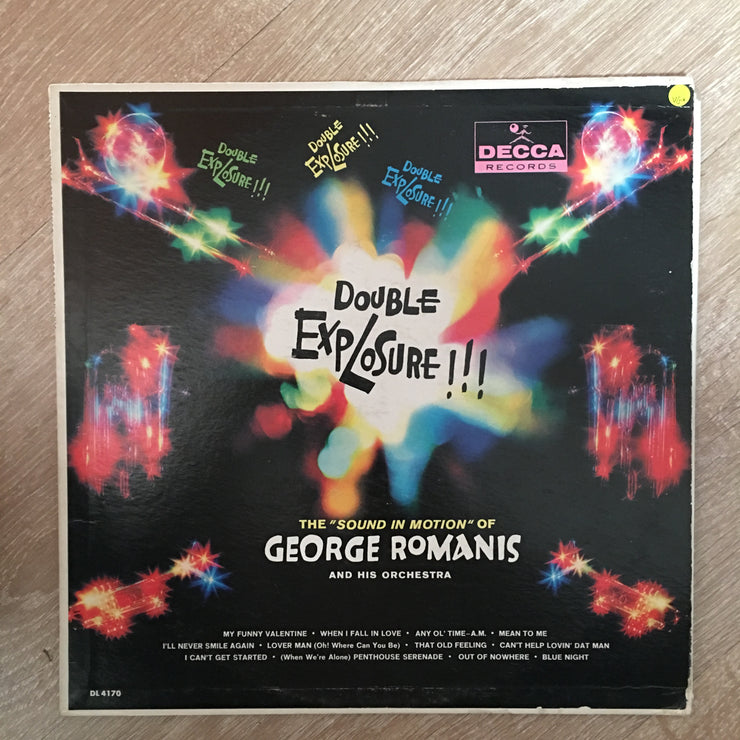 DOUBLE
EXPLOSURE!!!
DOUBLE
EXPLOSURE!!!
DOUBLE
EXPLOSURE!!!
DECCA
RECORDS
DOUBLE
EXPLOSURE!!!
THE "SOUND IN MOTION" OF
GEORGE ROMANIS
AND HIS ORCHESTRA
MY FUNNY VALENTINE • WHEN I FALL IN LOVE • ANY OL' TIME–A.M. • MEAN TO ME
I'LL NEVER SMILE AGAIN • LOVER MAN (Oh! Where Can You Be) • THAT OLD FEELING • CAN'T HELP LOVIN' DAT MAN
I CAN'T GET STARTED • (When We're Alone) PENTHOUSE SERENADE • OUT OF NOWHERE • BLUE NIGHT
DL 4170